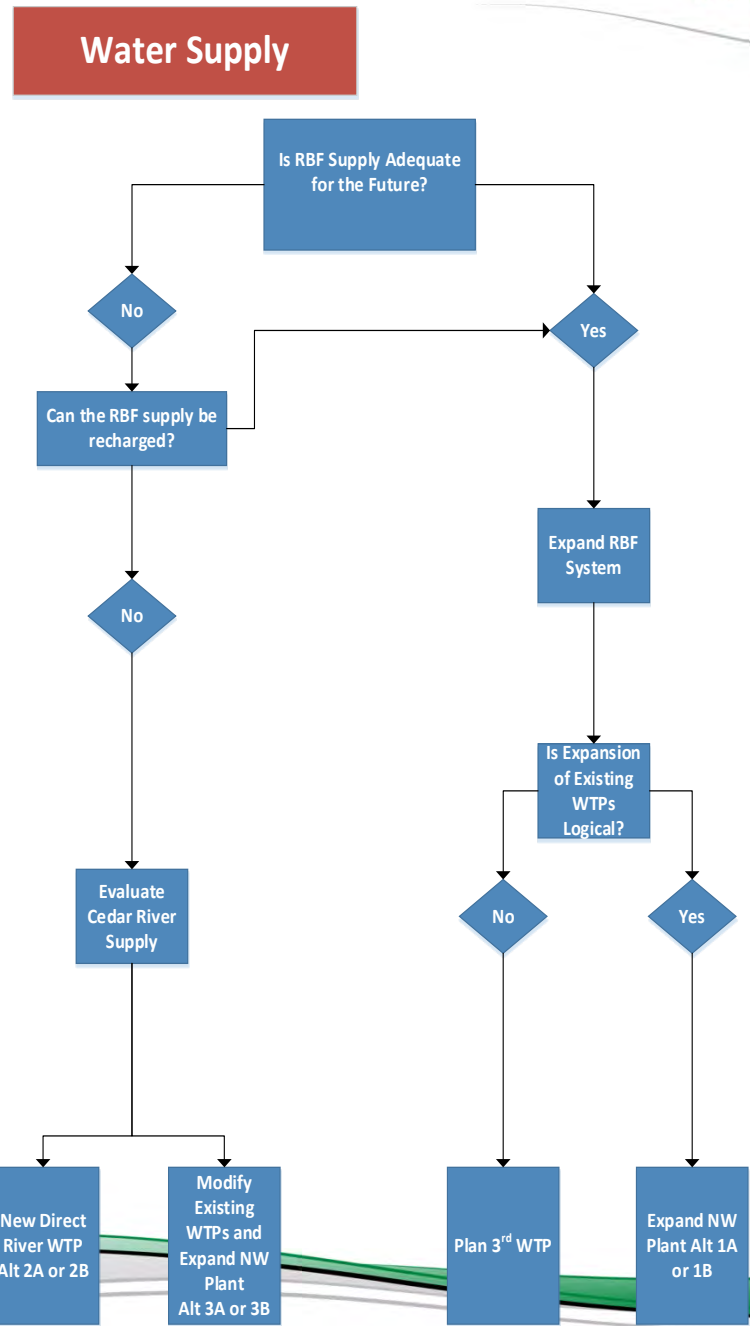 Water Supply
Is RBF Supply Adequate
for the Future?
No
Yes
Can the RBF supply be
recharged?
Expand RBF
System
No
Is Expansion
of Existing
WTPs
Logical?
Evaluate
Cedar River
Supply
No
Yes
New Direct
River WTP
Alt 2A or 2B
Modify
Existing
WTPs and
Expand NW
Plant
Alt 3A or 3B
Plan 3rd WTP
Expand NW
Plant Alt 1A
or 1B